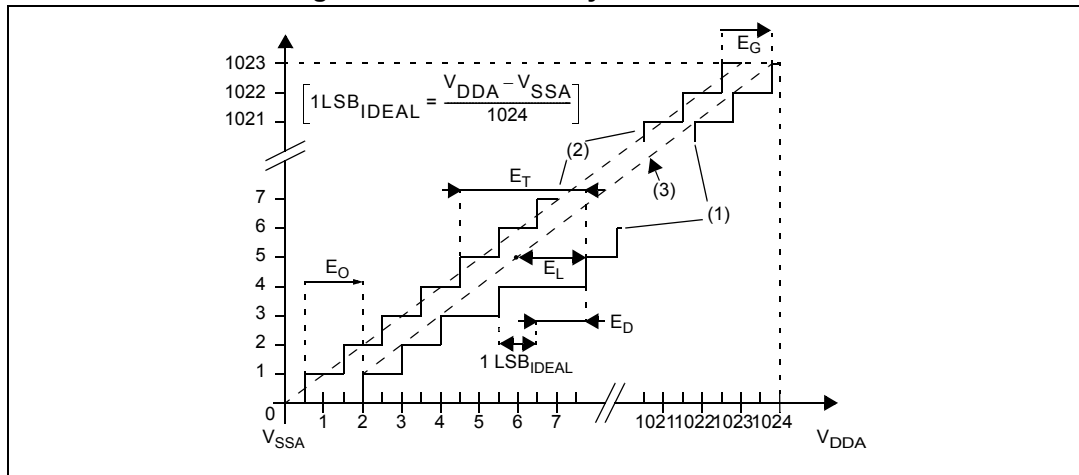 E_G
1023
1022
1021
[1LSB_IDEAL = (V_DDA – V_SSA) / 1024]
(2)
(3)
(1)
E_T
7
6
5
4
3
2
1
0
E_O
E_L
E_D
1 LSB_IDEAL
1 2 3 4 5 6 7 1021 1022 1023 1024
V_SSA
V_DDA